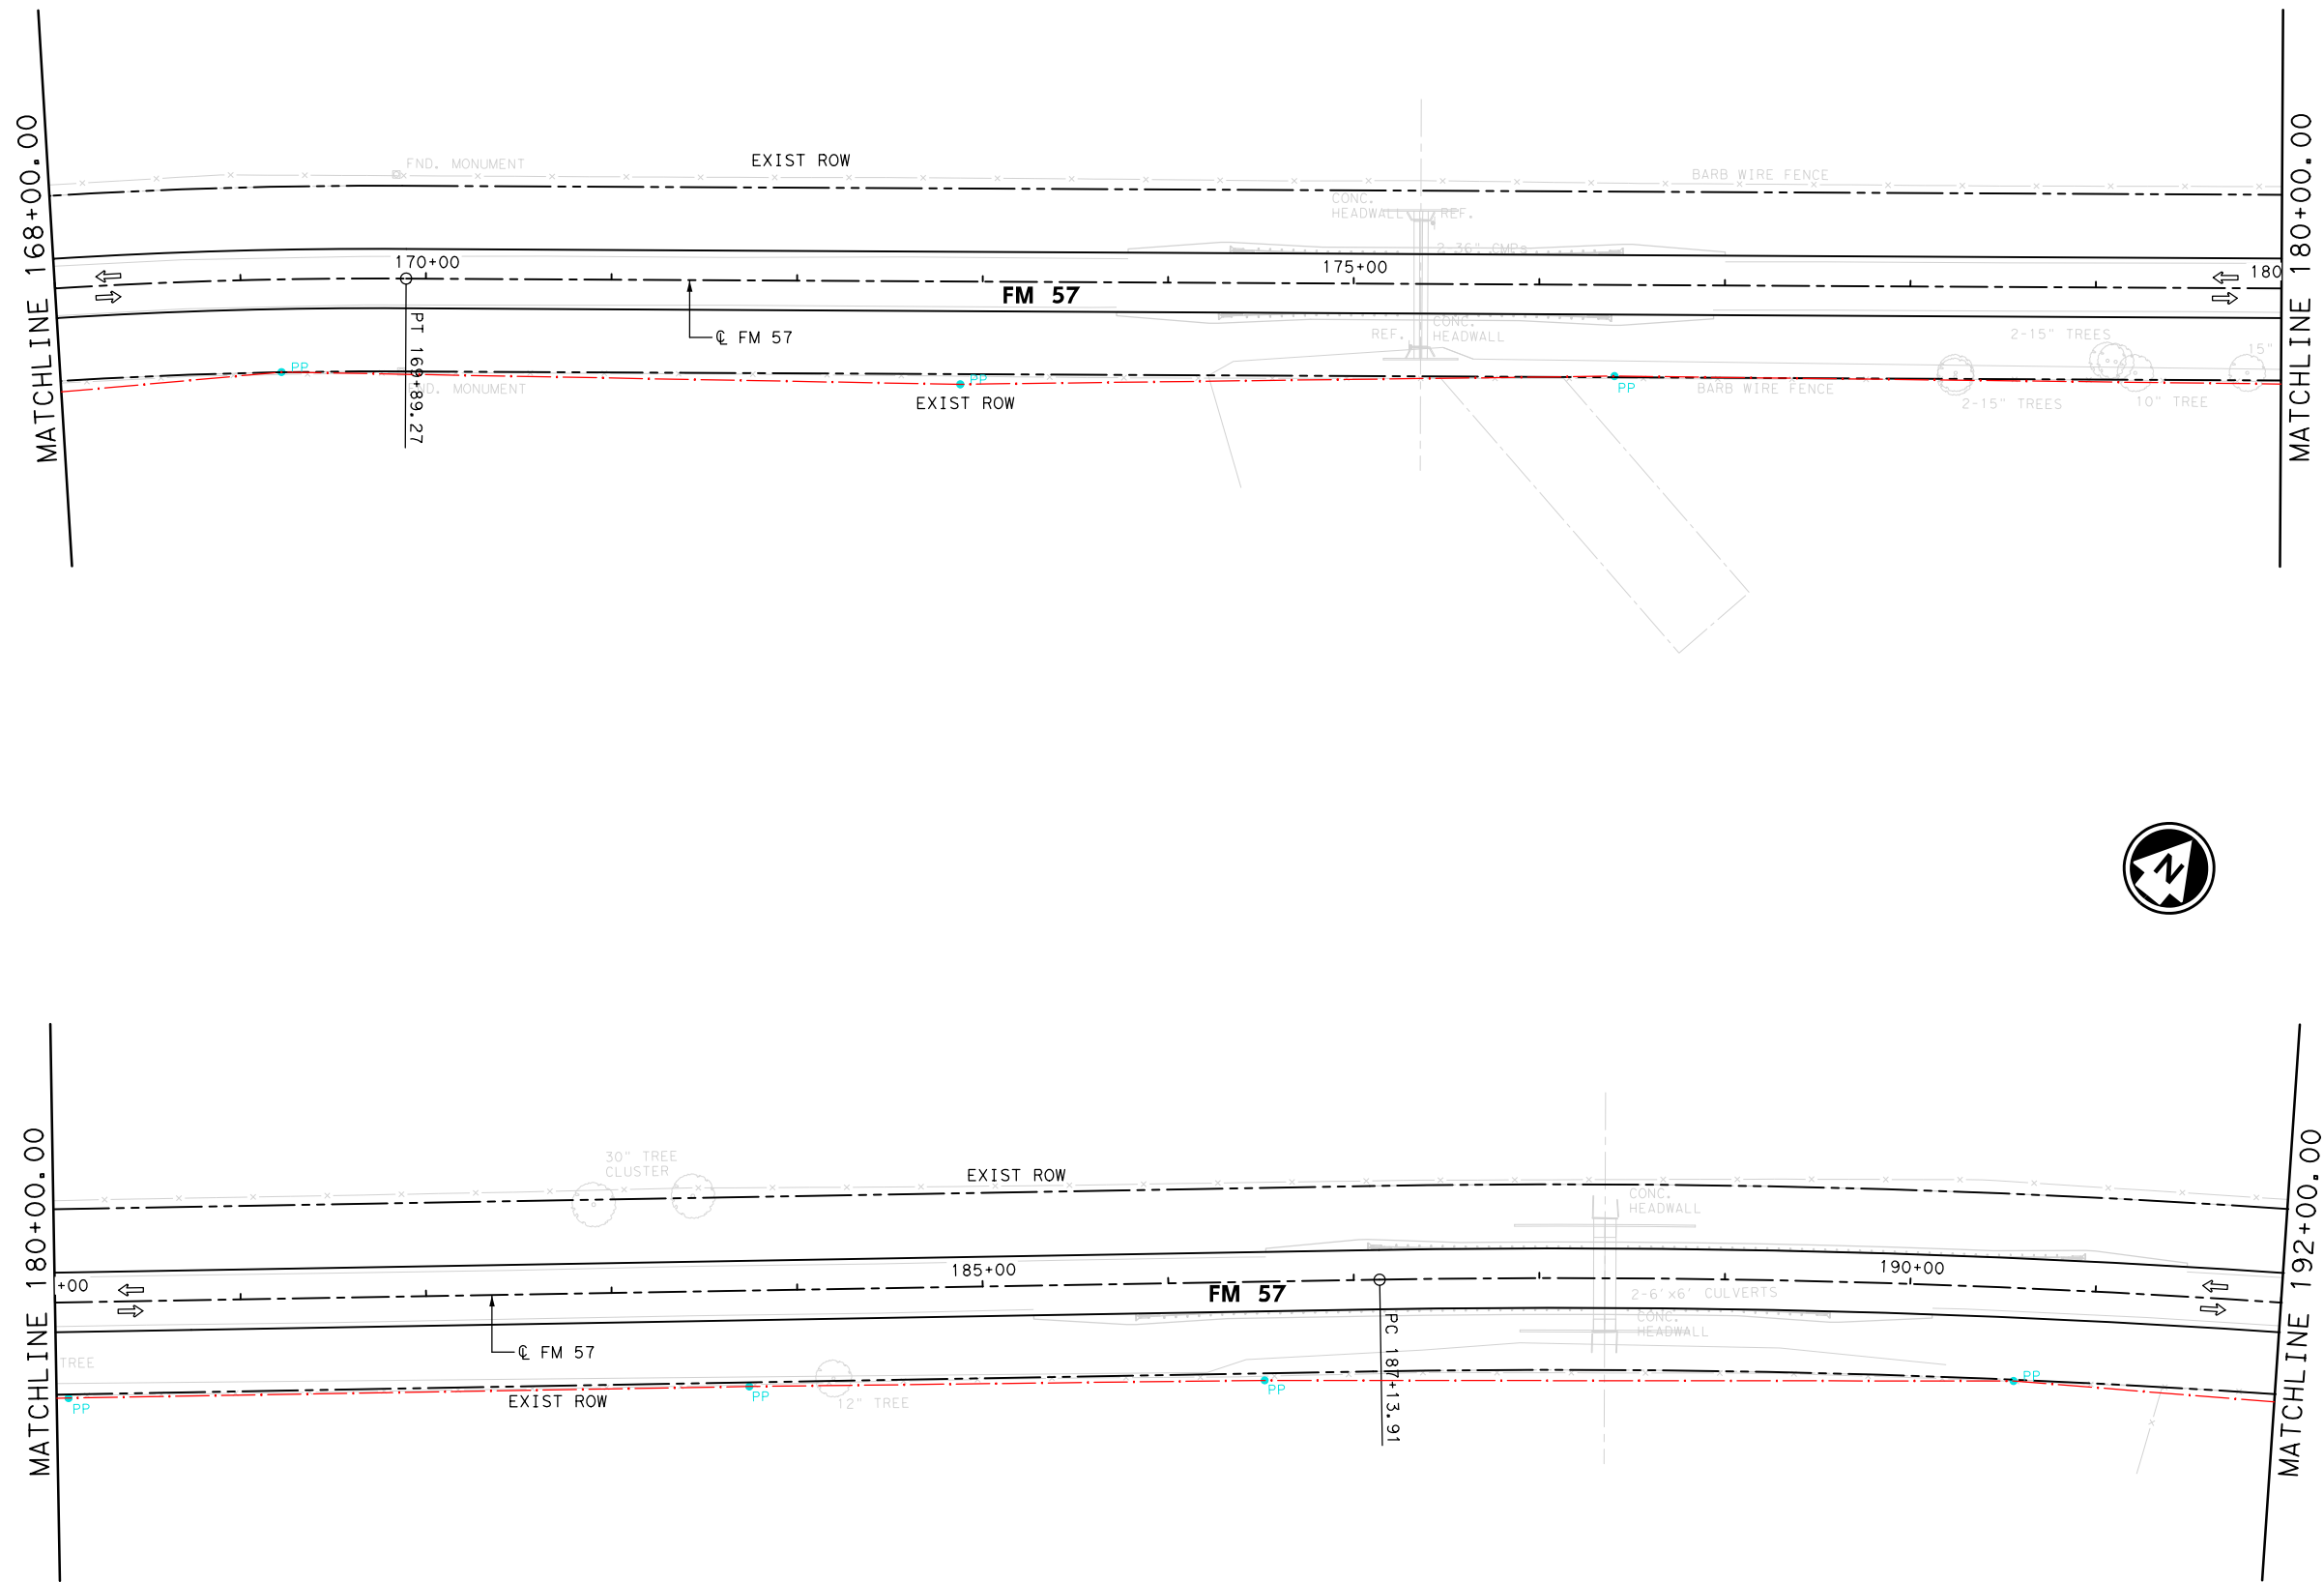 MATCHLINE 168+00.00
FND. MONUMENT
EXIST ROW
BARB WIRE FENCE
CONC.
HEADWALL
REF.
2-36" CMPs
170+00
175+00
180
FM 57
PT 169+89.27
℄ FM 57
REF.
CONC.
HEADWALL
2-15" TREES
15"
PP
FND. MONUMENT
PP
EXIST ROW
PP
BARB WIRE FENCE
2-15" TREES
10" TREE
MATCHLINE 180+00.00
N
MATCHLINE 180+00.00
30" TREE
CLUSTER
EXIST ROW
CONC.
HEADWALL
+00
185+00
190+00
FM 57
2-6'×6' CULVERTS
CONC.
HEADWALL
℄ FM 57
PC 187+13.91
TREE
PP
EXIST ROW
PP
12" TREE
PP
PP
MATCHLINE 192+00.00